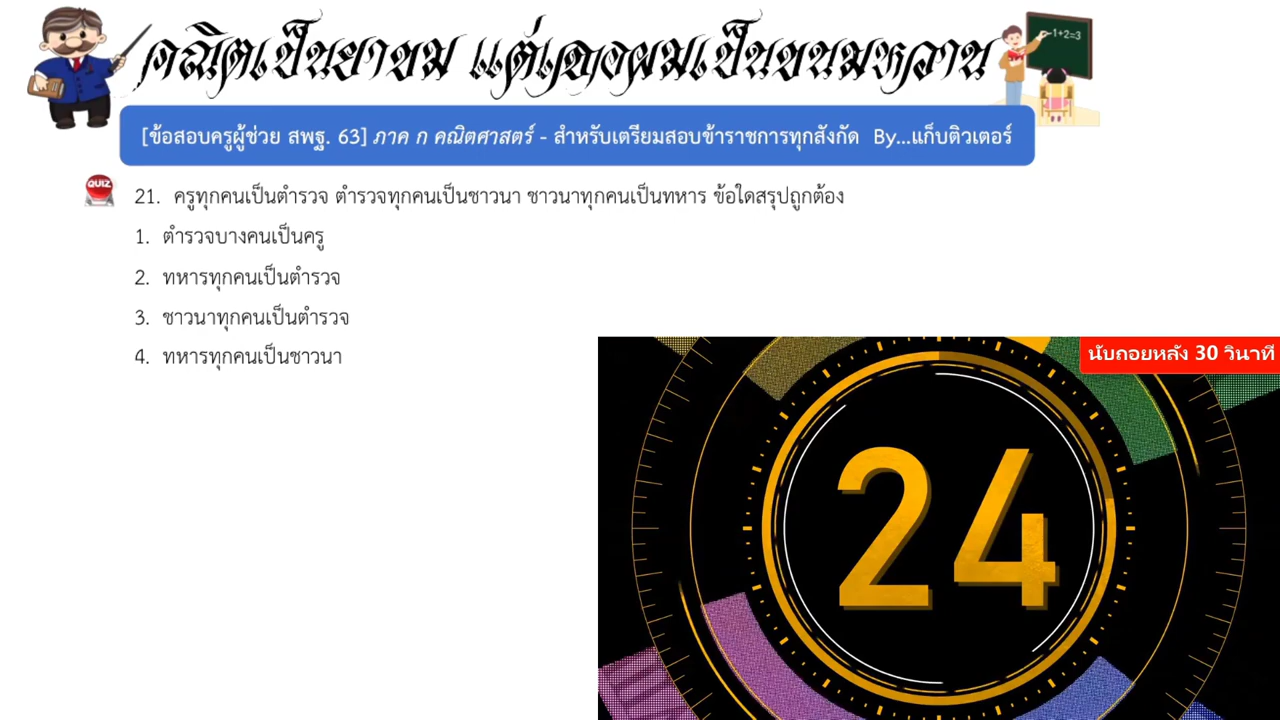 คณิตเป็นยาขม แต่เธอผมเป็นขนมหวาน
1+2=3
[ข้อสอบครูผู้ช่วย สพฐ. 63] ภาค ก คณิตศาสตร์ - สำหรับเตรียมสอบข้าราชการทุกสังกัด By...แก็บติวเตอร์
QUIZ
21. ครูทุกคนเป็นตำรวจ ตำรวจทุกคนเป็นชาวนา ชาวนาทุกคนเป็นทหาร ข้อใดสรุปถูกต้อง
1. ตำรวจบางคนเป็นครู
2. ทหารทุกคนเป็นตำรวจ
3. ชาวนาทุกคนเป็นตำรวจ
4. ทหารทุกคนเป็นชาวนา
นับถอยหลัง 30 วินาที
24